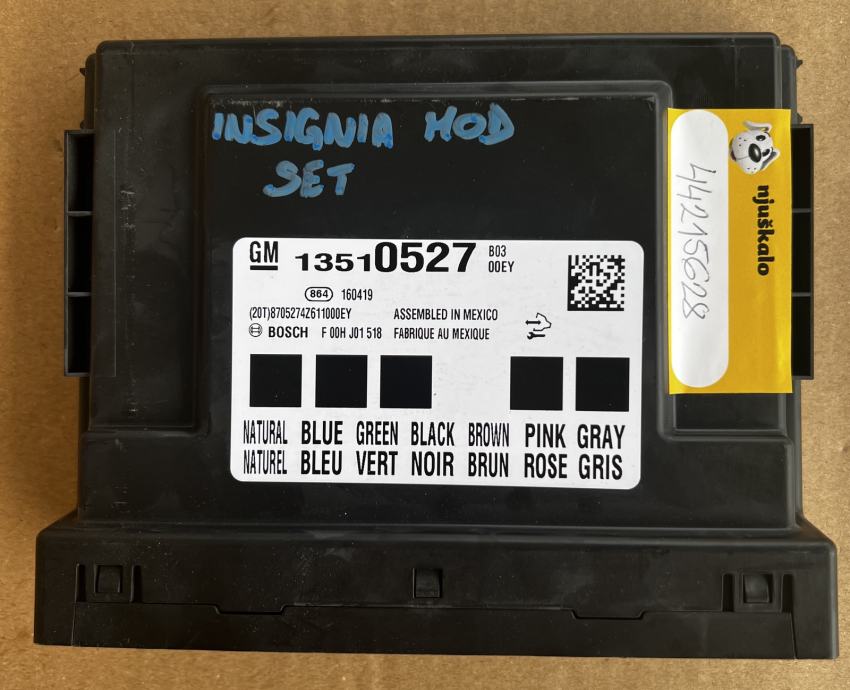 INSIGNIA MOD
SET
GM 13510527 B03
00EY
864 160419
(20T)8705274Z611000EY ASSEMBLED IN MEXICO
BOSCH F 00H J01 518 FABRIQUE AU MEXIQUE
NATURAL BLUE GREEN BLACK BROWN PINK GRAY
NATUREL BLEU VERT NOIR BRUN ROSE GRIS
njuškalo
44215628